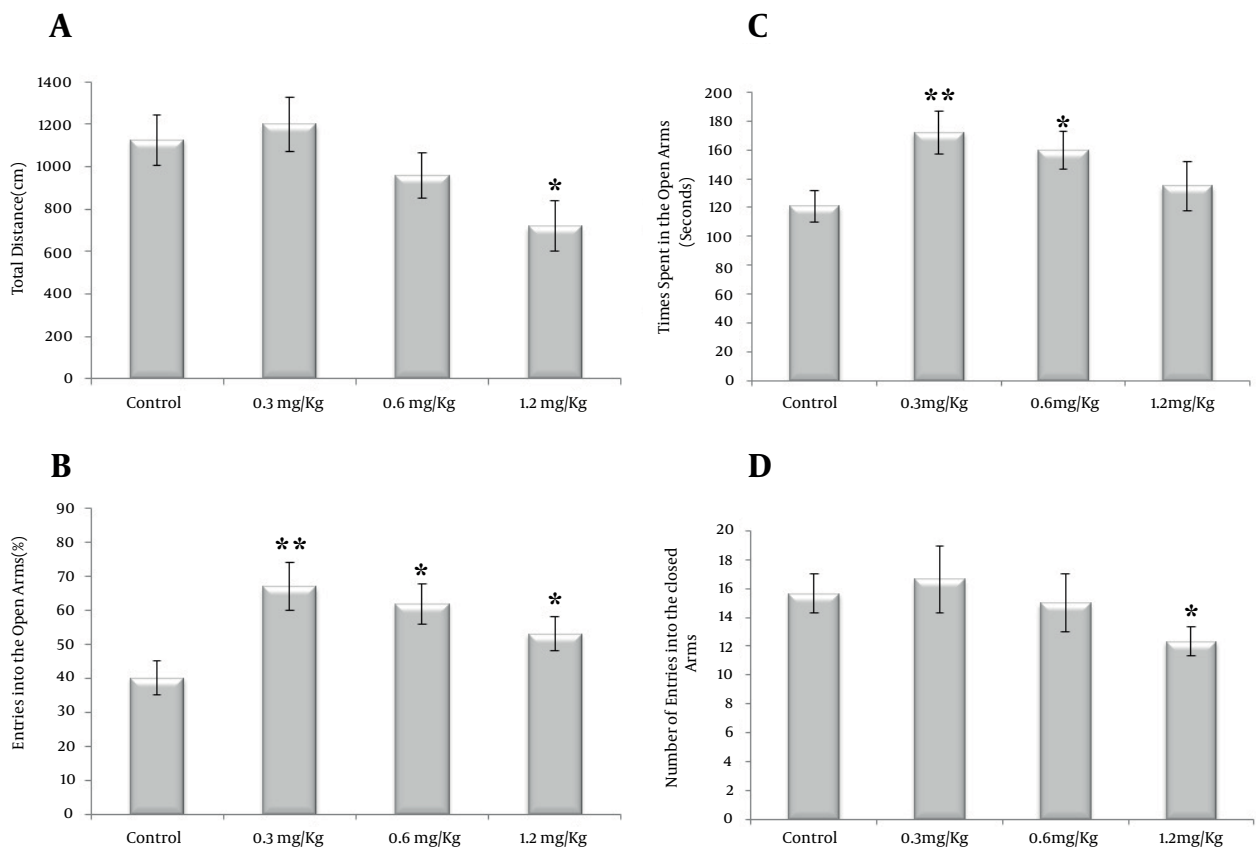 A
Total Distance(cm)
1400
1200
1000
800
600
400
200
0
*
Control
0.3 mg/Kg
0.6 mg/Kg
1.2 mg/Kg
B
Entries into the Open Arms(%)
90
80
70
60
50
40
30
20
10
0
**
*
*
Control
0.3 mg/Kg
0.6 mg/Kg
1.2 mg/Kg
C
Times Spent in the Open Arms
(Seconds)
200
180
160
140
120
100
80
60
40
20
0
**
*
Control
0.3mg/Kg
0.6mg/Kg
1.2mg/Kg
D
Number of Entries into the closed
Arms
20
18
16
14
12
10
8
6
4
2
0
*
Control
0.3mg/Kg
0.6mg/Kg
1.2mg/Kg